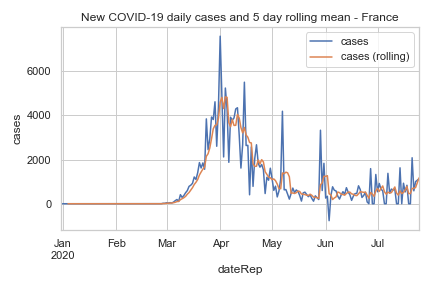 New COVID-19 daily cases and 5 day rolling mean - France
cases
cases (rolling)
6000
4000
2000
0
cases
Jan
2020
Feb
Mar
Apr
May
Jun
Jul
dateRep